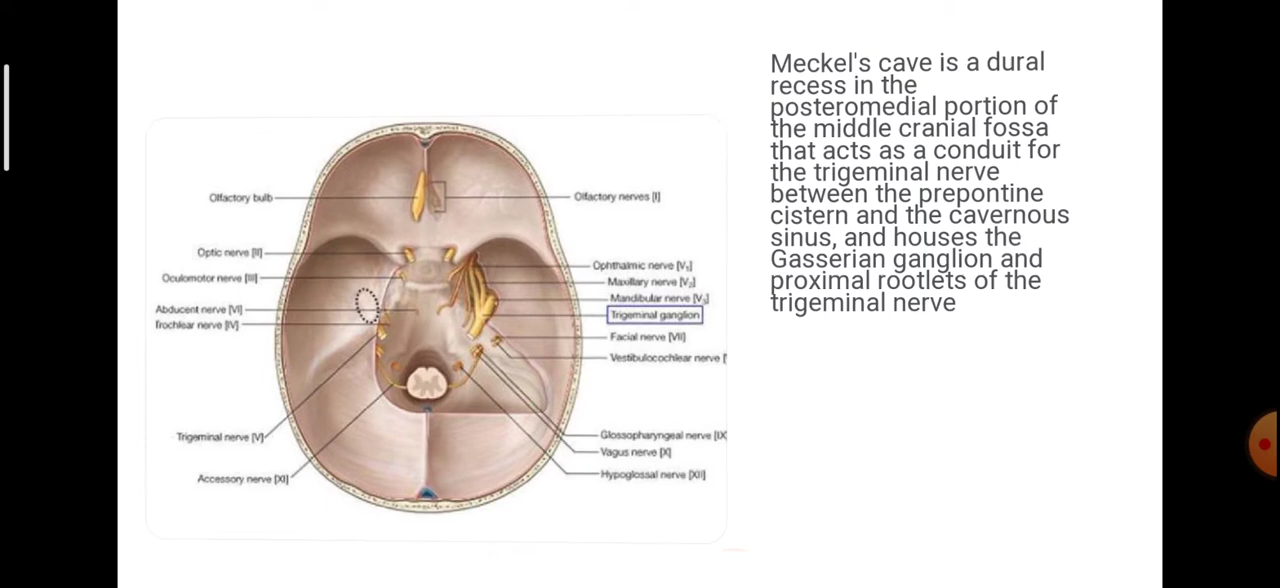 Meckel's cave is a dural
recess in the
posteromedial portion of
the middle cranial fossa
that acts as a conduit for
the trigeminal nerve
between the prepontine
cistern and the cavernous
sinus, and houses the
Gasserian ganglion and
proximal rootlets of the
trigeminal nerve
Olfactory bulb
Optic nerve [II]
Oculomotor nerve [III]
Abducent nerve [VI]
Trochlear nerve [IV]
Trigeminal nerve [V]
Accessory nerve [XI]
Olfactory nerves [I]
Ophthalmic nerve [V₁]
Maxillary nerve [V₂]
Mandibular nerve [V₃]
Trigeminal ganglion
Facial nerve [VII]
Vestibulocochlear nerve [
Glossopharyngeal nerve [IX
Vagus nerve [X]
Hypoglossal nerve [XII]